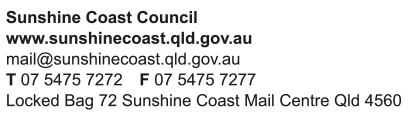 Sunshine Coast Council
www.sunshinecoast.qld.gov.au
mail@sunshinecoast.qld.gov.au
T 07 5475 7272 F 07 5475 7277
Locked Bag 72 Sunshine Coast Mail Centre Qld 4560